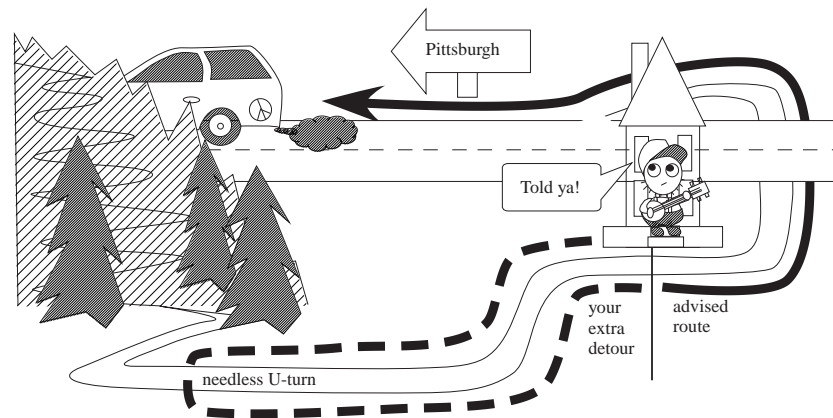 Pittsburgh
Told ya!
your
extra
detour
advised
route
needless U-turn